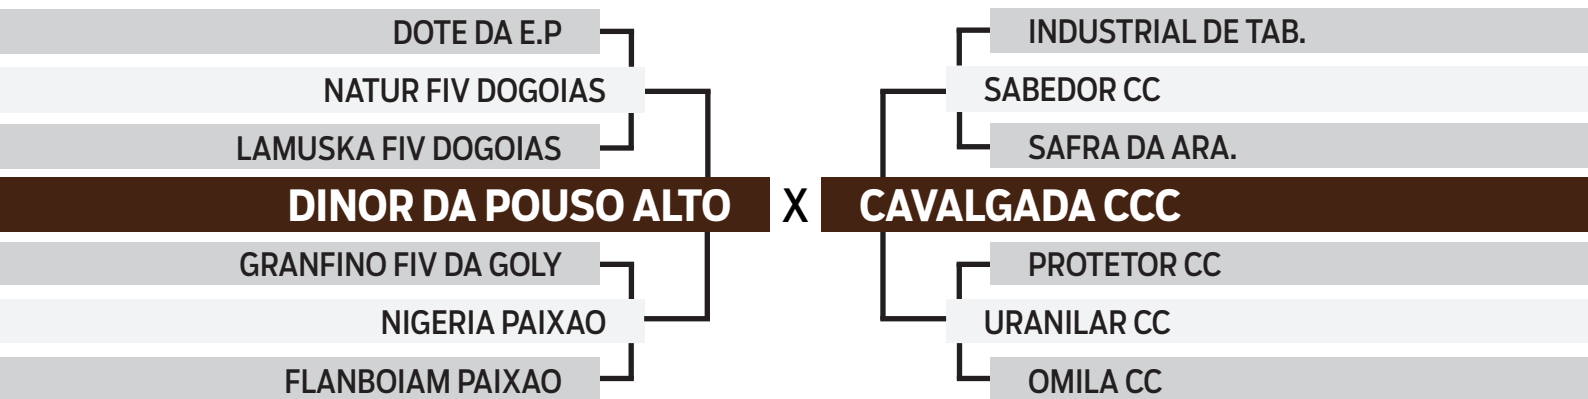 DOTE DA E.P
NATUR FIV DOGOIAS
LAMUSKA FIV DOGOIAS
DINOR DA POUSO ALTO X CAVALGADA CCC
GRANFINO FIV DA GOLY
NIGERIA PAIXAO
FLANBOIAM PAIXAO
INDUSTRIAL DE TAB.
SABEDOR CC
SAFRA DA ARA.
PROTETOR CC
URANILAR CC
OMILA CC